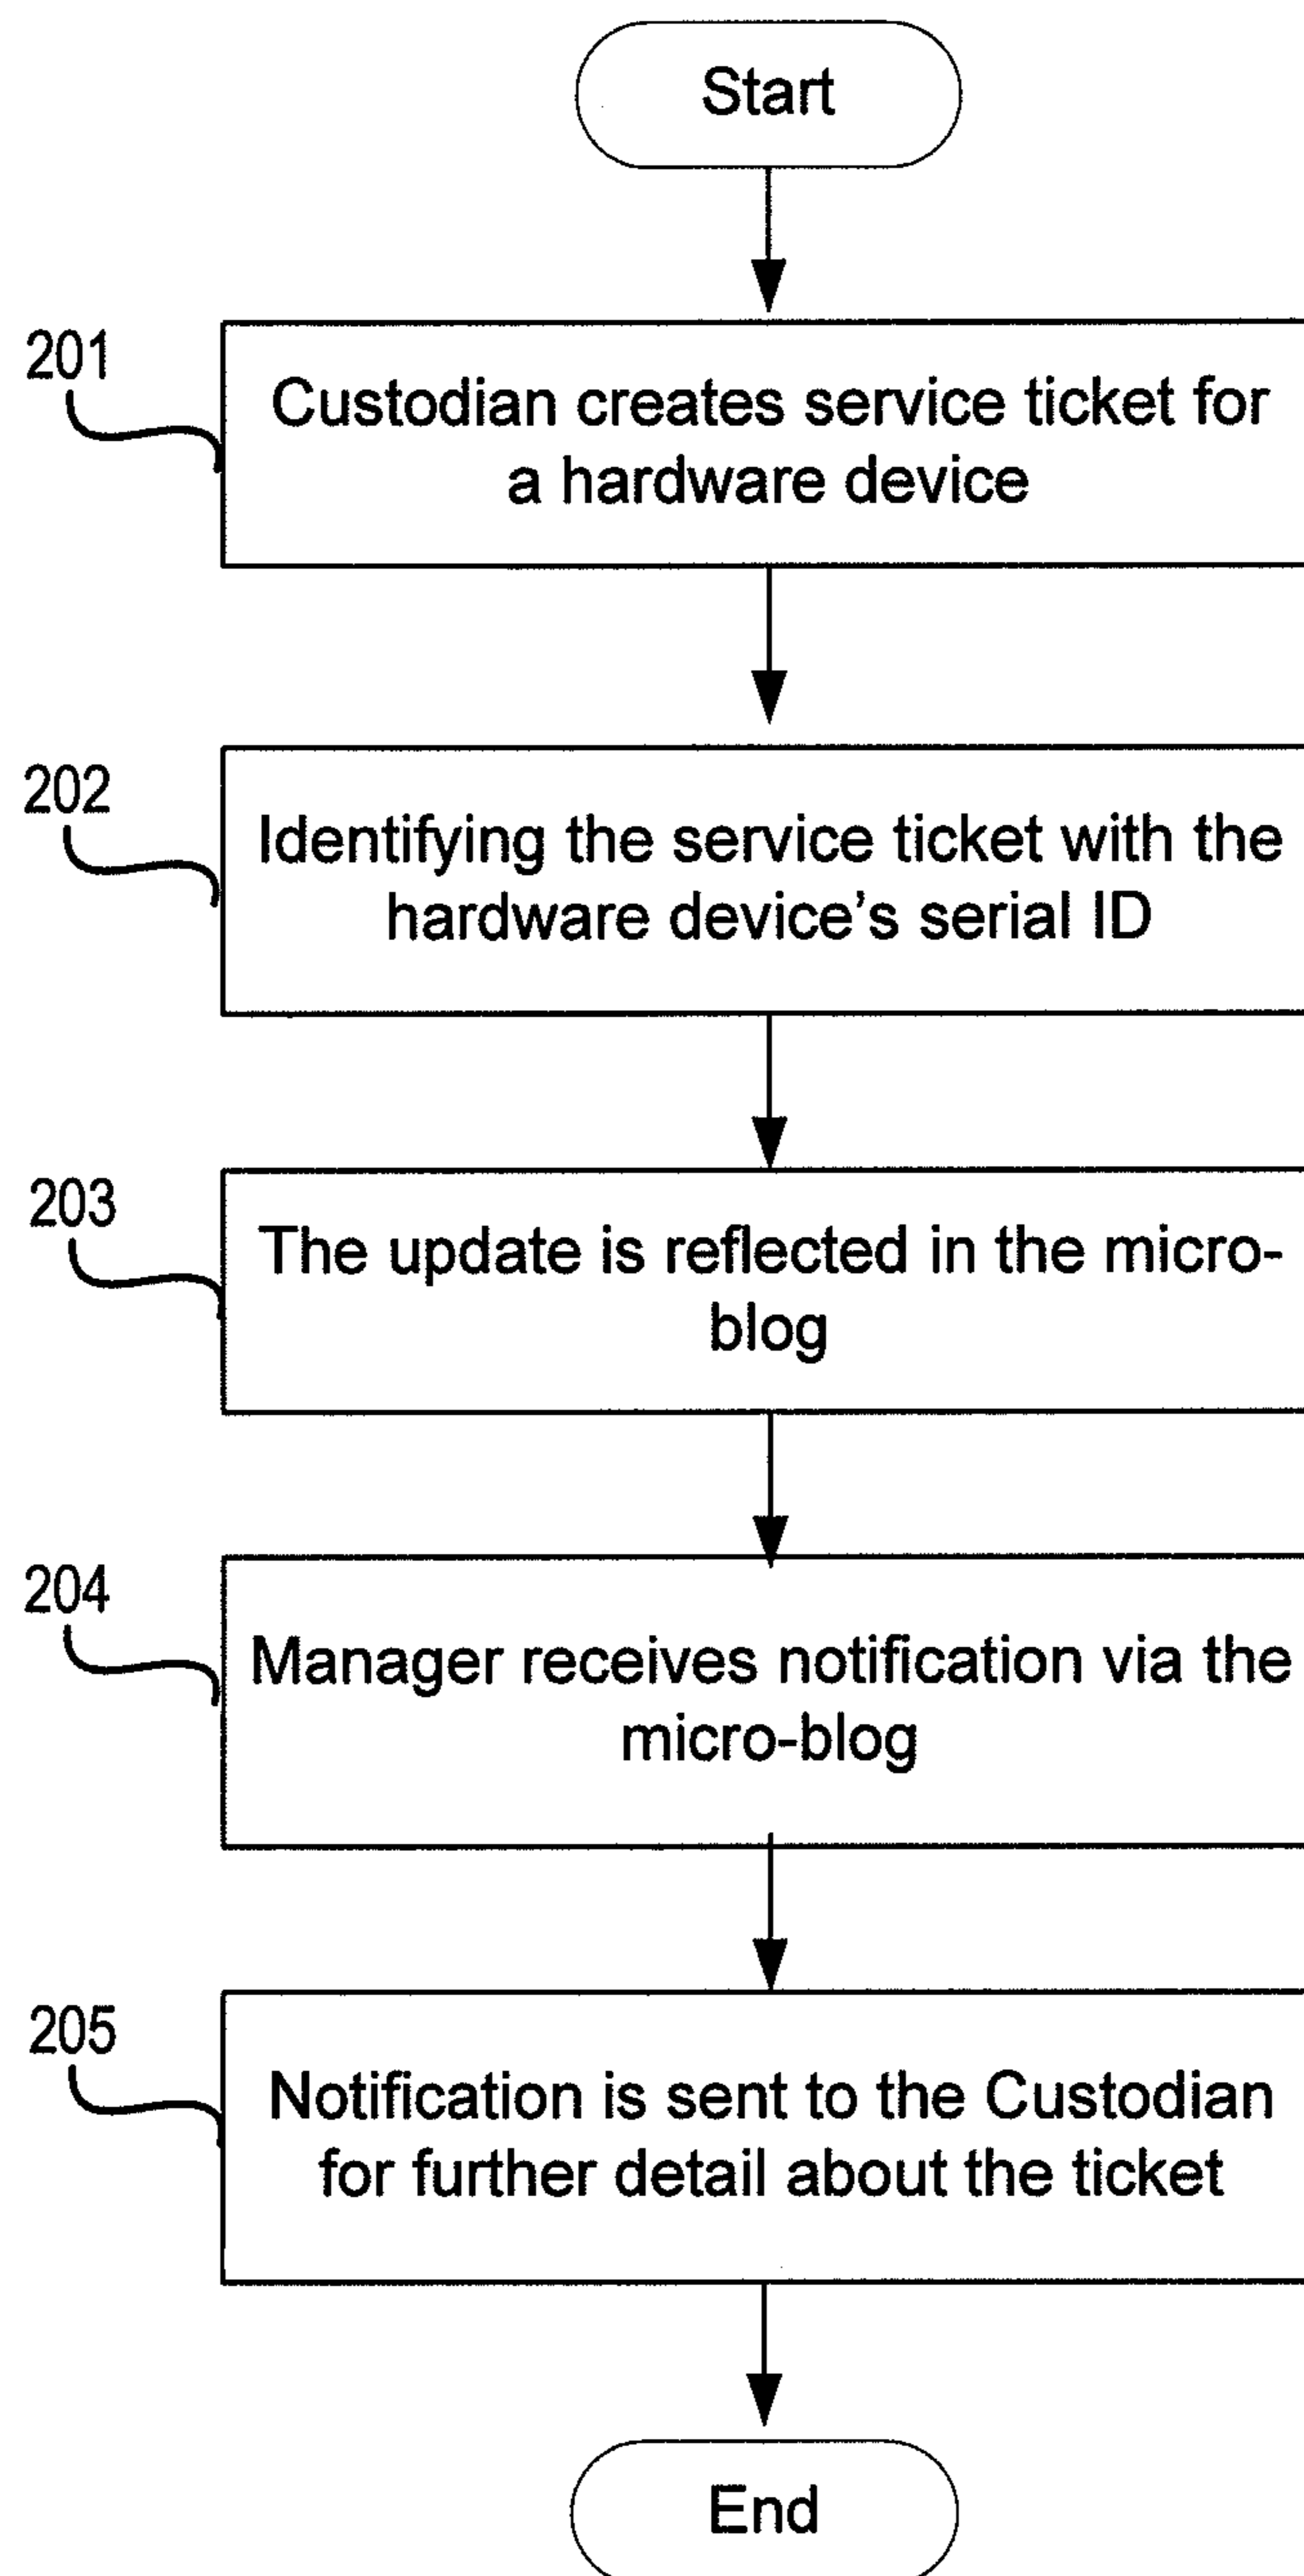 Start
201
Custodian creates service ticket for
a hardware device
202
Identifying the service ticket with the
hardware device's serial ID
203
The update is reflected in the micro-
blog
204
Manager receives notification via the
micro-blog
205
Notification is sent to the Custodian
for further detail about the ticket
End